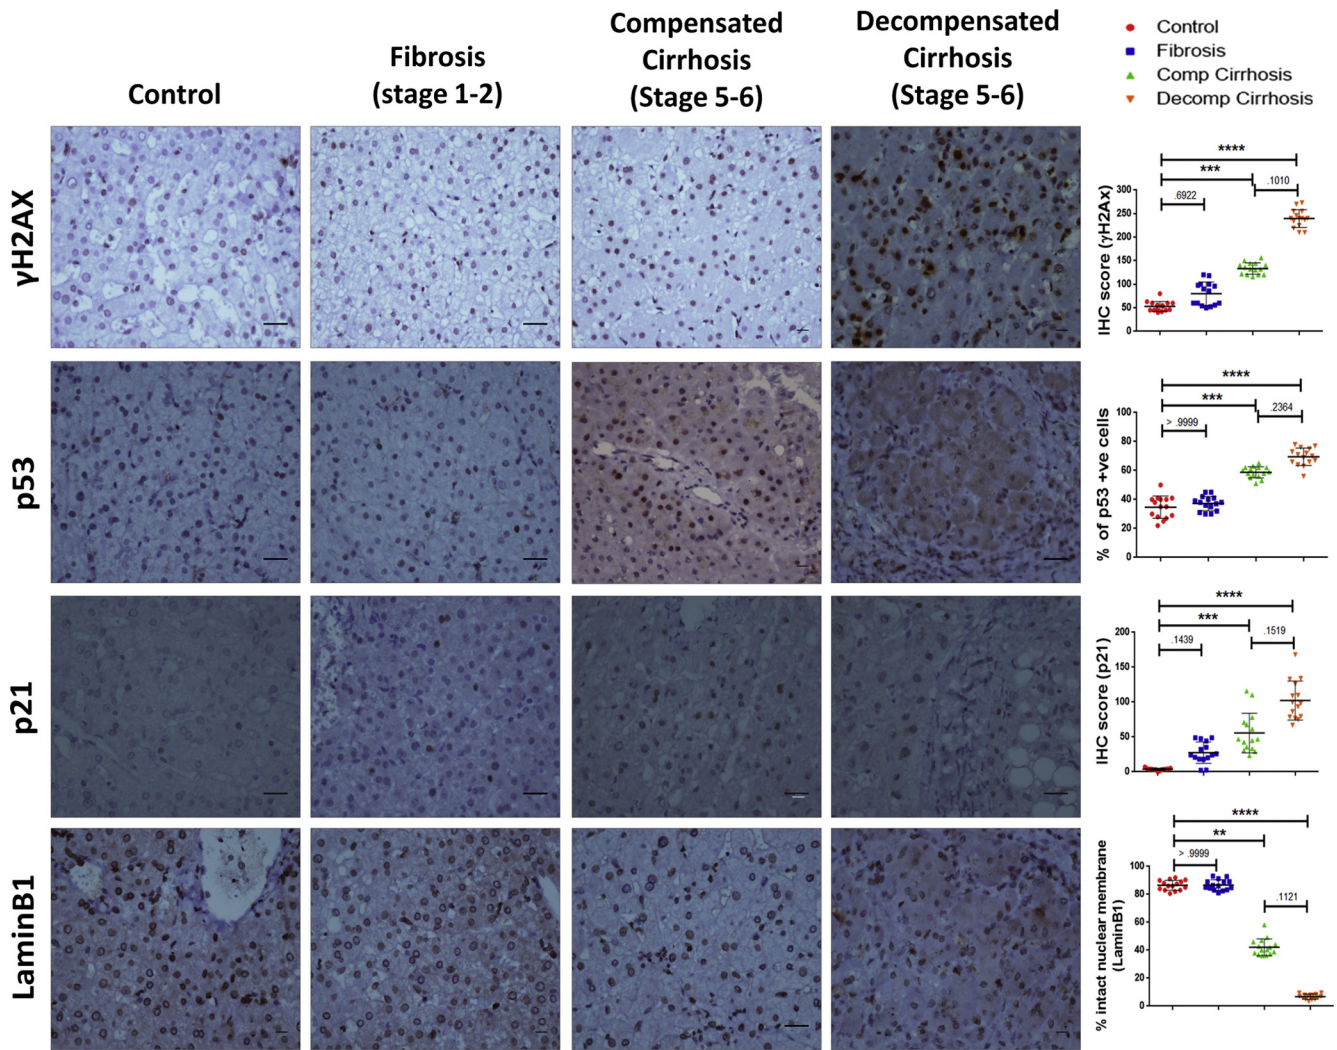 Control
Fibrosis
(stage 1-2)
Compensated
Cirrhosis
(Stage 5-6)
Decompensated
Cirrhosis
(Stage 5-6)
Control
Fibrosis
Comp Cirrhosis
Decomp Cirrhosis
γH2AX
IHC score (γH2Ax)
****
***
.1010
.6922
300
250
200
150
100
50
0
p53
% of p53 +ve cells
****
***
.2364
> .9999
100
80
60
40
20
0
p21
IHC score (p21)
****
***
.1519
.1439
200
150
100
50
0
LaminB1
% intact nuclear membrane
(LaminB1)
****
**
> .9999
.1121
100
80
60
40
20
0